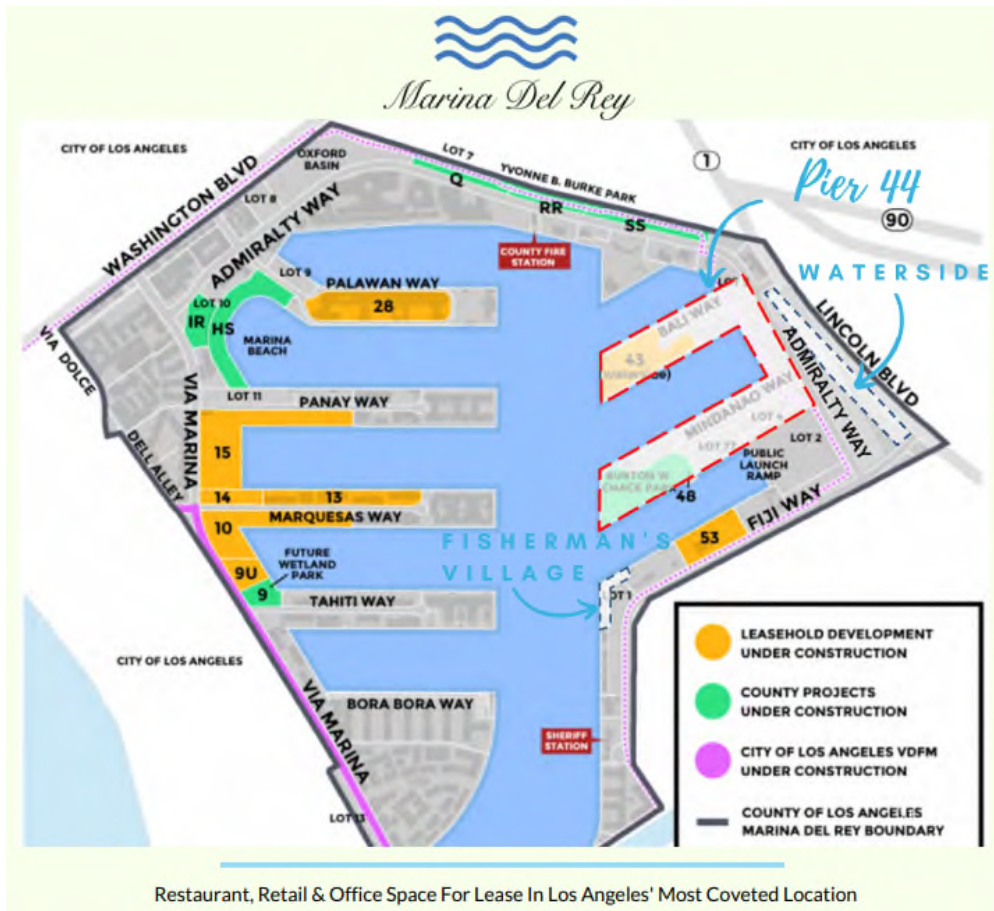 Marina Del Rey
CITY OF LOS ANGELES
WASHINGTON BLVD
OXFORD
BASIN
LOT 7
YVONNE B. BURKE PARK
1
CITY OF LOS ANGELES
Pier 44
90
LOT 8
ADMIRALTY WAY
Q
RR
SS
COUNTY FIRE
STATION
WATERSIDE
LINCOLN BLVD
ADMIRALTY WAY
LOT 9
PALAWAN WAY
28
LOT 10
IR
HS
MARINA
BEACH
BALI WAY
43
VIA DOLCE
LOT 11
PANAY WAY
MINDANAO WAY
LOT 4
LOT 77
LOT 2
VIA MARINA
DELL ALLEY
15
BURTON W
CHACE PARK
48
PUBLIC
LAUNCH
RAMP
14
13
MARQUESAS WAY
10
FIJI WAY
53
FISHERMAN'S
VILLAGE
FUTURE
WETLAND
PARK
9U
9
TAHITI WAY
LOT 1
CITY OF LOS ANGELES
VIA MARINA
BORA BORA WAY
SHERIFF
STATION
LOT 13
LEASEHOLD DEVELOPMENT
UNDER CONSTRUCTION
COUNTY PROJECTS
UNDER CONSTRUCTION
CITY OF LOS ANGELES VDFM
UNDER CONSTRUCTION
COUNTY OF LOS ANGELES
MARINA DEL REY BOUNDARY
Restaurant, Retail & Office Space For Lease In Los Angeles' Most Coveted Location